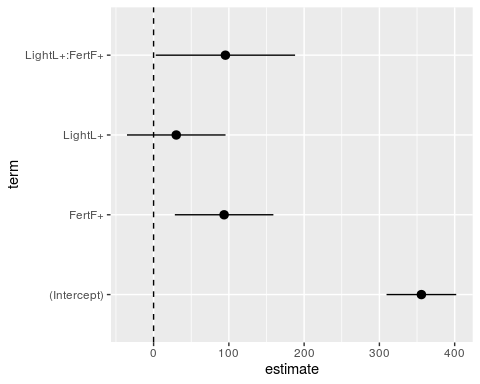 LightL+:FertF+
LightL+
FertF+
(Intercept)
term
0 100 200 300 400
estimate